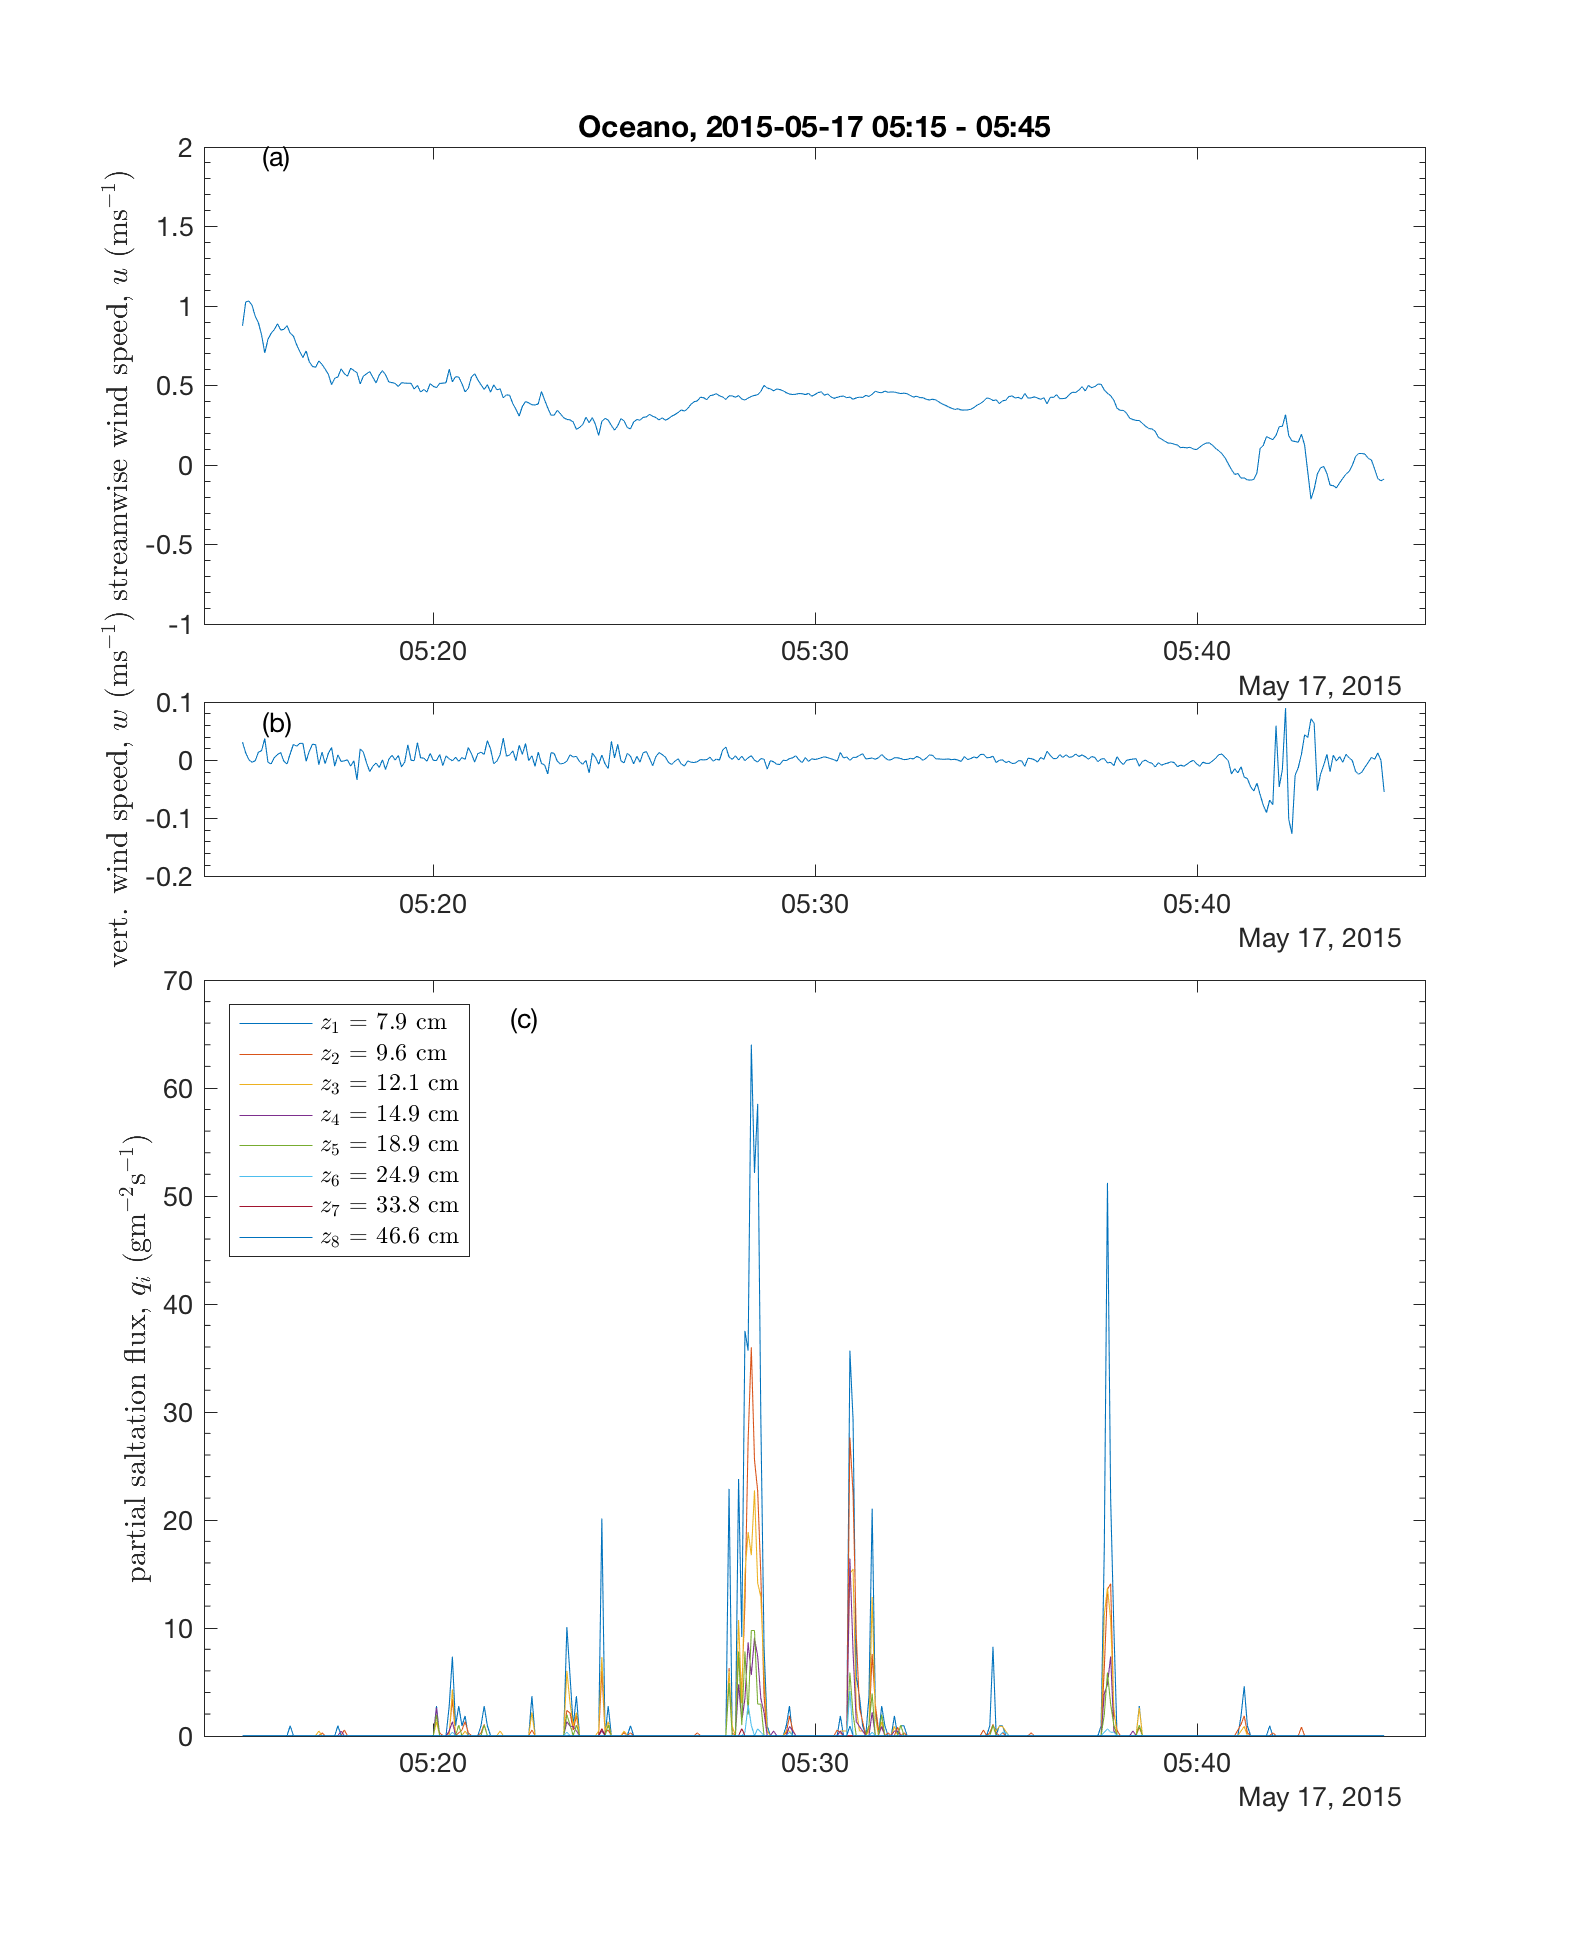 Oceano, 2015-05-17 05:15 - 05:45
(a)
streamwise wind speed, u (ms⁻¹)
2
1.5
1
0.5
0
-0.5
-1
05:20 05:30 05:40
May 17, 2015
(b)
vert. wind speed, w (ms⁻¹)
0.1
0
-0.1
-0.2
05:20 05:30 05:40
May 17, 2015
(c)
partial saltation flux, qᵢ (gm⁻²s⁻¹)
70
60
50
40
30
20
10
0
z₁ = 7.9 cm
z₂ = 9.6 cm
z₃ = 12.1 cm
z₄ = 14.9 cm
z₅ = 18.9 cm
z₆ = 24.9 cm
z₇ = 33.8 cm
z₈ = 46.6 cm
05:20 05:30 05:40
May 17, 2015